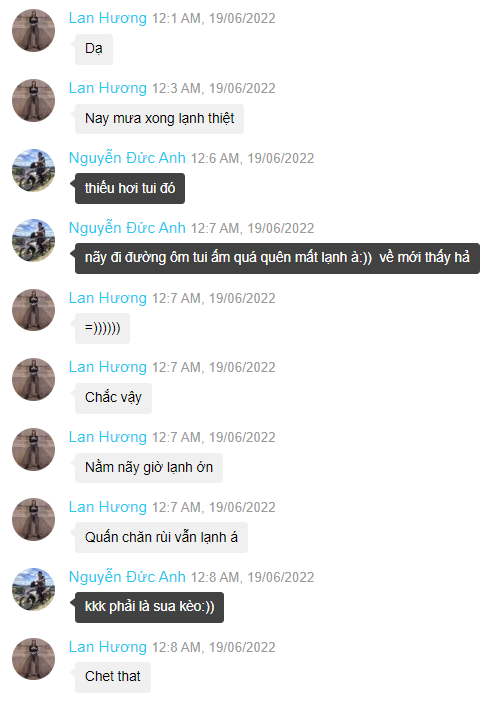 Lan Hương 12:1 AM, 19/06/2022
Dạ
Lan Hương 12:3 AM, 19/06/2022
Nay mưa xong lạnh thiệt
Nguyễn Đức Anh 12:6 AM, 19/06/2022
thiếu hơi tui đó
Nguyễn Đức Anh 12:7 AM, 19/06/2022
nãy đi đường ôm tui ấm quá quên mất lạnh à:)) về mới thấy hả
Lan Hương 12:7 AM, 19/06/2022
=))))))
Lan Hương 12:7 AM, 19/06/2022
Chắc vậy
Lan Hương 12:7 AM, 19/06/2022
Nằm nãy giờ lạnh ớn
Lan Hương 12:7 AM, 19/06/2022
Quấn chăn rùi vẫn lạnh á
Nguyễn Đức Anh 12:8 AM, 19/06/2022
kkk phải là sua kèo:))
Lan Hương 12:8 AM, 19/06/2022
Chet that